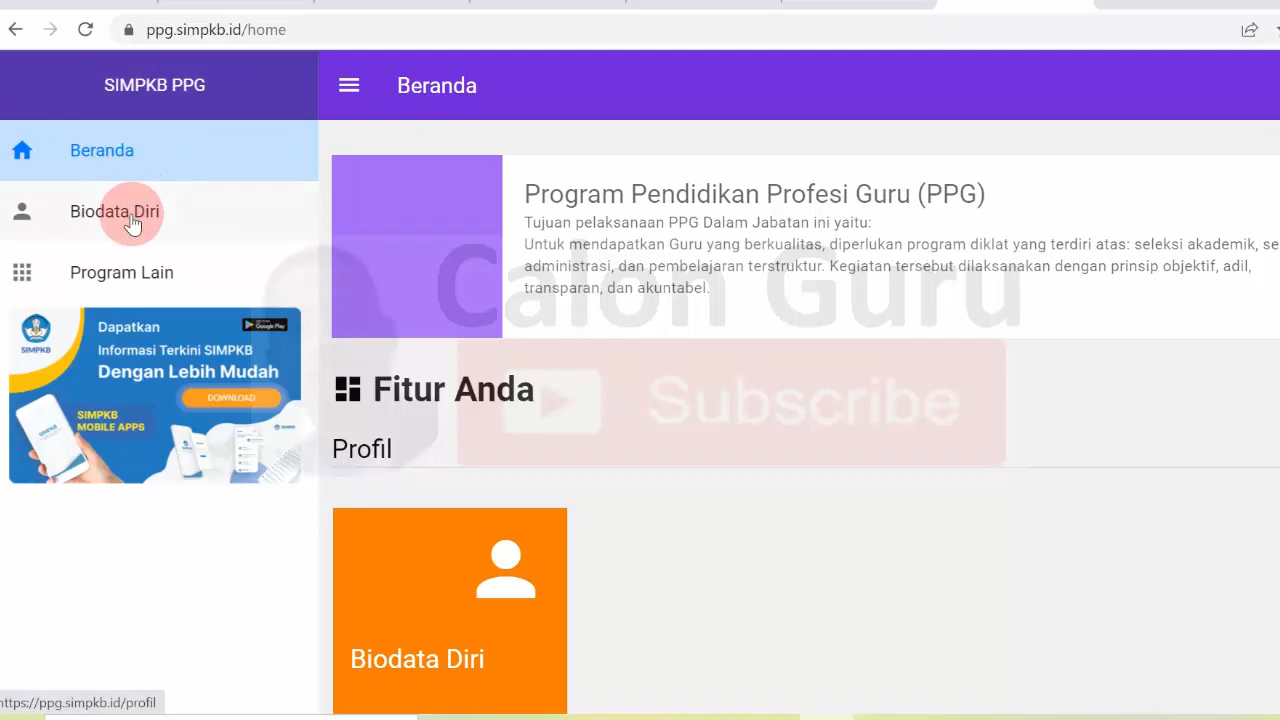 ppg.simpkb.id/home
SIMPKB PPG
Beranda
Beranda
Biodata Diri
Program Lain
Dapatkan
Google Play
Informasi Terkini SIMPKB
SIMPKB
Dengan Lebih Mudah
DOWNLOAD
SIMPKB
MOBILE APPS
Program Pendidikan Profesi Guru (PPG)
Tujuan pelaksanaan PPG Dalam Jabatan ini yaitu:
Untuk mendapatkan Guru yang berkualitas, diperlukan program diklat yang terdiri atas: seleksi akademik, se
administrasi, dan pembelajaran terstruktur. Kegiatan tersebut dilaksanakan dengan prinsip objektif, adil,
transparan, dan akuntabel.
Calon Guru
Subscribe
Fitur Anda
Profil
Biodata Diri
https://ppg.simpkb.id/profil